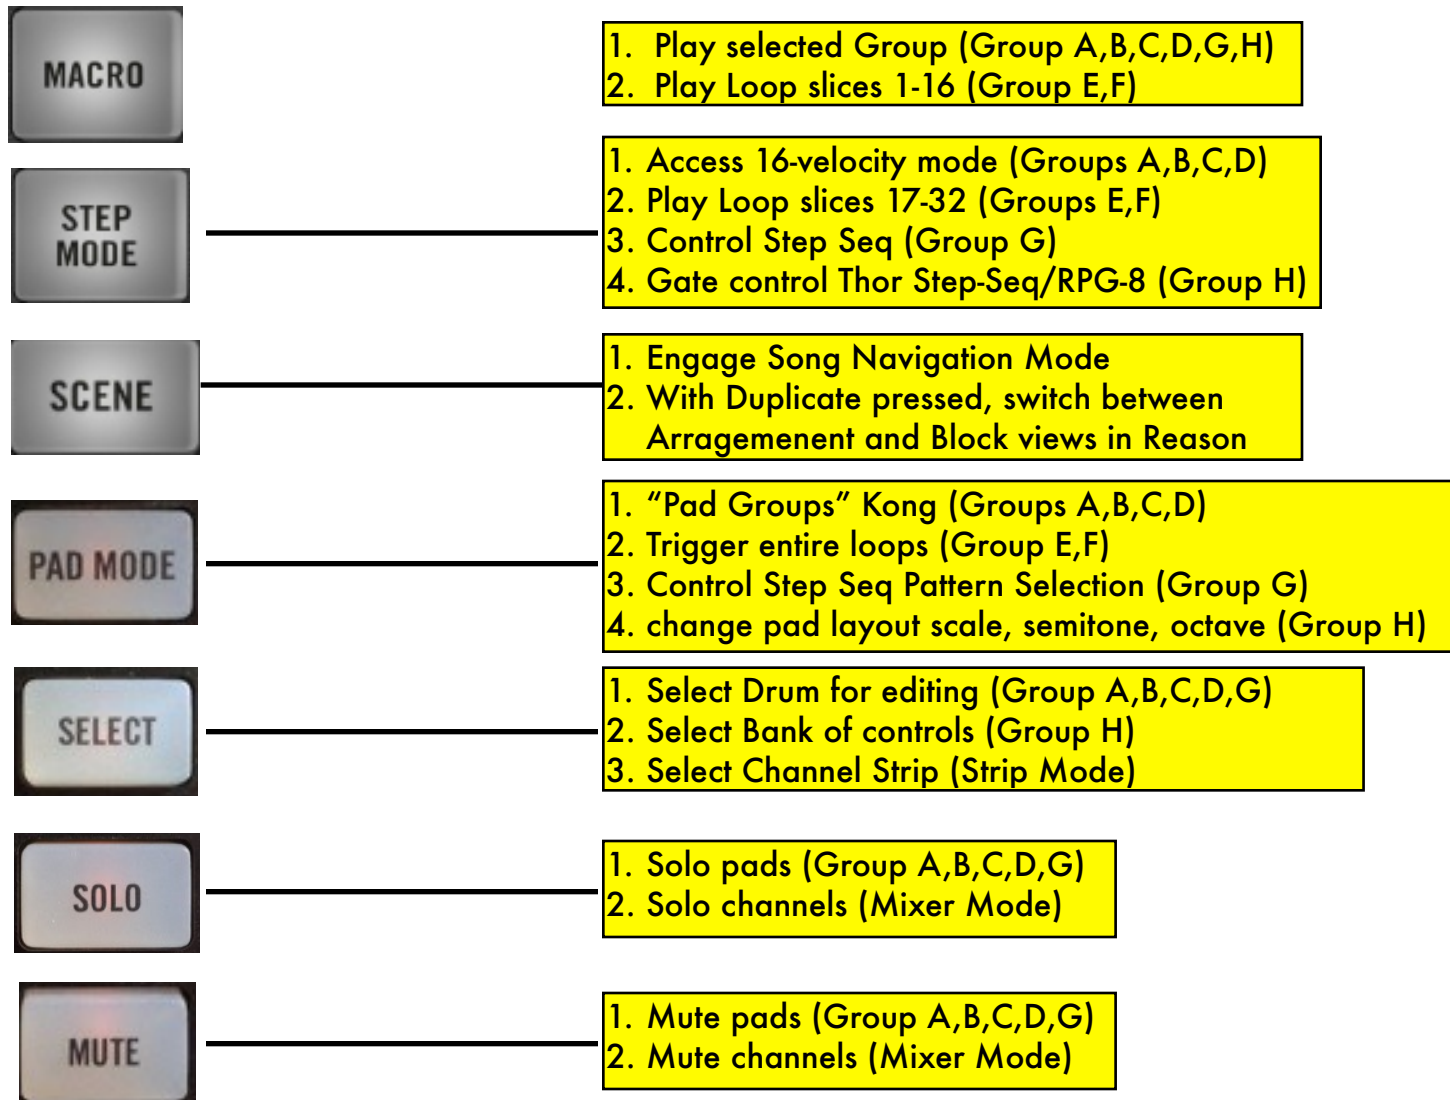 MACRO
1. Play selected Group (Group A,B,C,D,G,H)
2. Play Loop slices 1-16 (Group E,F)
STEP
MODE
1. Access 16-velocity mode (Groups A,B,C,D)
2. Play Loop slices 17-32 (Groups E,F)
3. Control Step Seq (Group G)
4. Gate control Thor Step-Seq/RPG-8 (Group H)
SCENE
1. Engage Song Navigation Mode
2. With Duplicate pressed, switch between
Arragemenent and Block views in Reason
PAD MODE
1. “Pad Groups” Kong (Groups A,B,C,D)
2. Trigger entire loops (Group E,F)
3. Control Step Seq Pattern Selection (Group G)
4. change pad layout scale, semitone, octave (Group H)
SELECT
1. Select Drum for editing (Group A,B,C,D,G)
2. Select Bank of controls (Group H)
3. Select Channel Strip (Strip Mode)
SOLO
1. Solo pads (Group A,B,C,D,G)
2. Solo channels (Mixer Mode)
MUTE
1. Mute pads (Group A,B,C,D,G)
2. Mute channels (Mixer Mode)